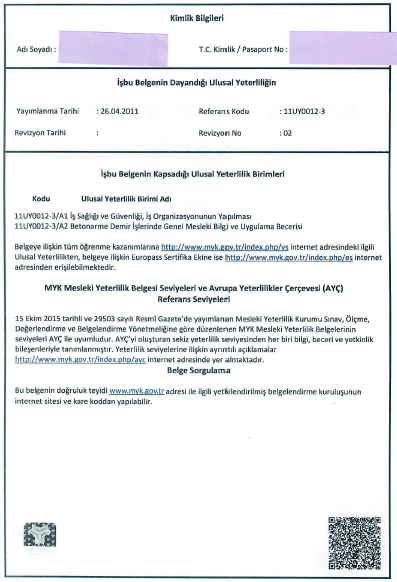 Kimlik Bilgileri
Adı Soyadı :
T.C. Kimlik / Pasaport No :
İşbu Belgenin Dayandığı Ulusal Yeterliliğin
Yayımlanma Tarihi : 26.04.2011 Referans Kodu : 11UY0012-3
Revizyon Tarihi : Revizyon No : 02
İşbu Belgenin Kapsadığı Ulusal Yeterlilik Birimleri
Kodu Ulusal Yeterlilik Birimi Adı
11UY0012-3/A1 İş Sağlığı ve Güvenliği, İş Organizasyonunun Yapılması
11UY0012-3/A2 Betonarme Demir İşlerinde Genel Mesleki Bilgi ve Uygulama Becerisi
Belgeye ilişkin tüm öğrenme kazanımlarına http://www.myk.gov.tr/index.php/ys internet adresindeki ilgili
Ulusal Yeterlilikten, belgeye ilişkin Europass Sertifika Ekine ise http://www.myk.gov.tr/index.php/es internet
adresinden erişilebilmektedir.
MYK Mesleki Yeterlilik Belgesi Seviyeleri ve Avrupa Yeterlilikler Çerçevesi (AYÇ)
Referans Seviyeleri
15 Ekim 2015 tarihli ve 29503 sayılı Resmî Gazete'de yayımlanan Mesleki Yeterlilik Kurumu Sınav, Ölçme,
Değerlendirme ve Belgelendirme Yönetmeliğine göre düzenlenen MYK Mesleki Yeterlilik Belgelerinin
seviyeleri AYÇ ile uyumludur. AYÇ'yi oluşturan sekiz yeterlilik seviyesinden her biri bilgi, beceri ve yetkinlik
bileşenleriyle tanımlanmıştır. Yeterlilik seviyelerine ilişkin ayrıntılı açıklamalar
http://www.myk.gov.tr/index.php/ayc internet adresinde yer almaktadır.
Belge Sorgulama
Bu belgenin doğruluk teyidi www.myk.gov.tr adresi ile ilgili yetkilendirilmiş belgelendirme kuruluşunun
internet sitesi ve kare koddan yapılabilir.